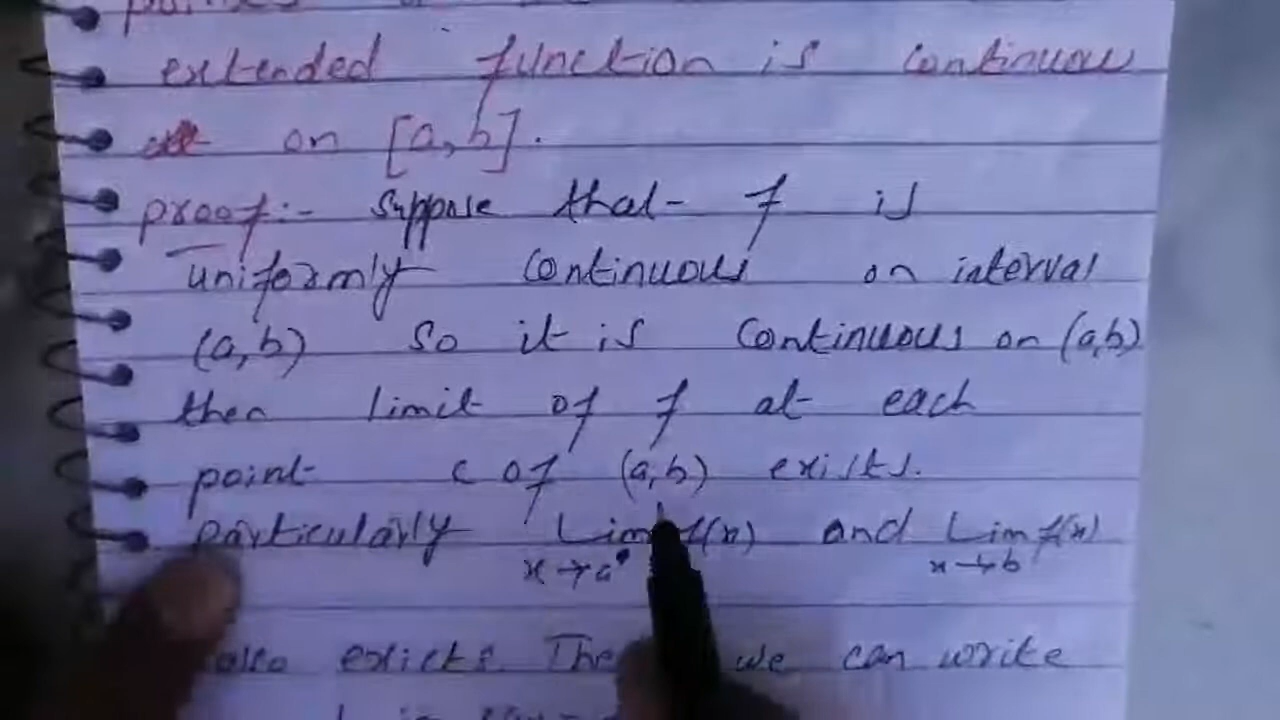 extended function is continuous
on [a,b].
proof:- Suppose that f is
uniformly continuous on interval
(a,b) so it is continuous on (a,b)
then limit of f at each
point c of (a,b) exists.
particularly Lim f(x) and Lim f(x)
x→a x→b
also exists. we can write